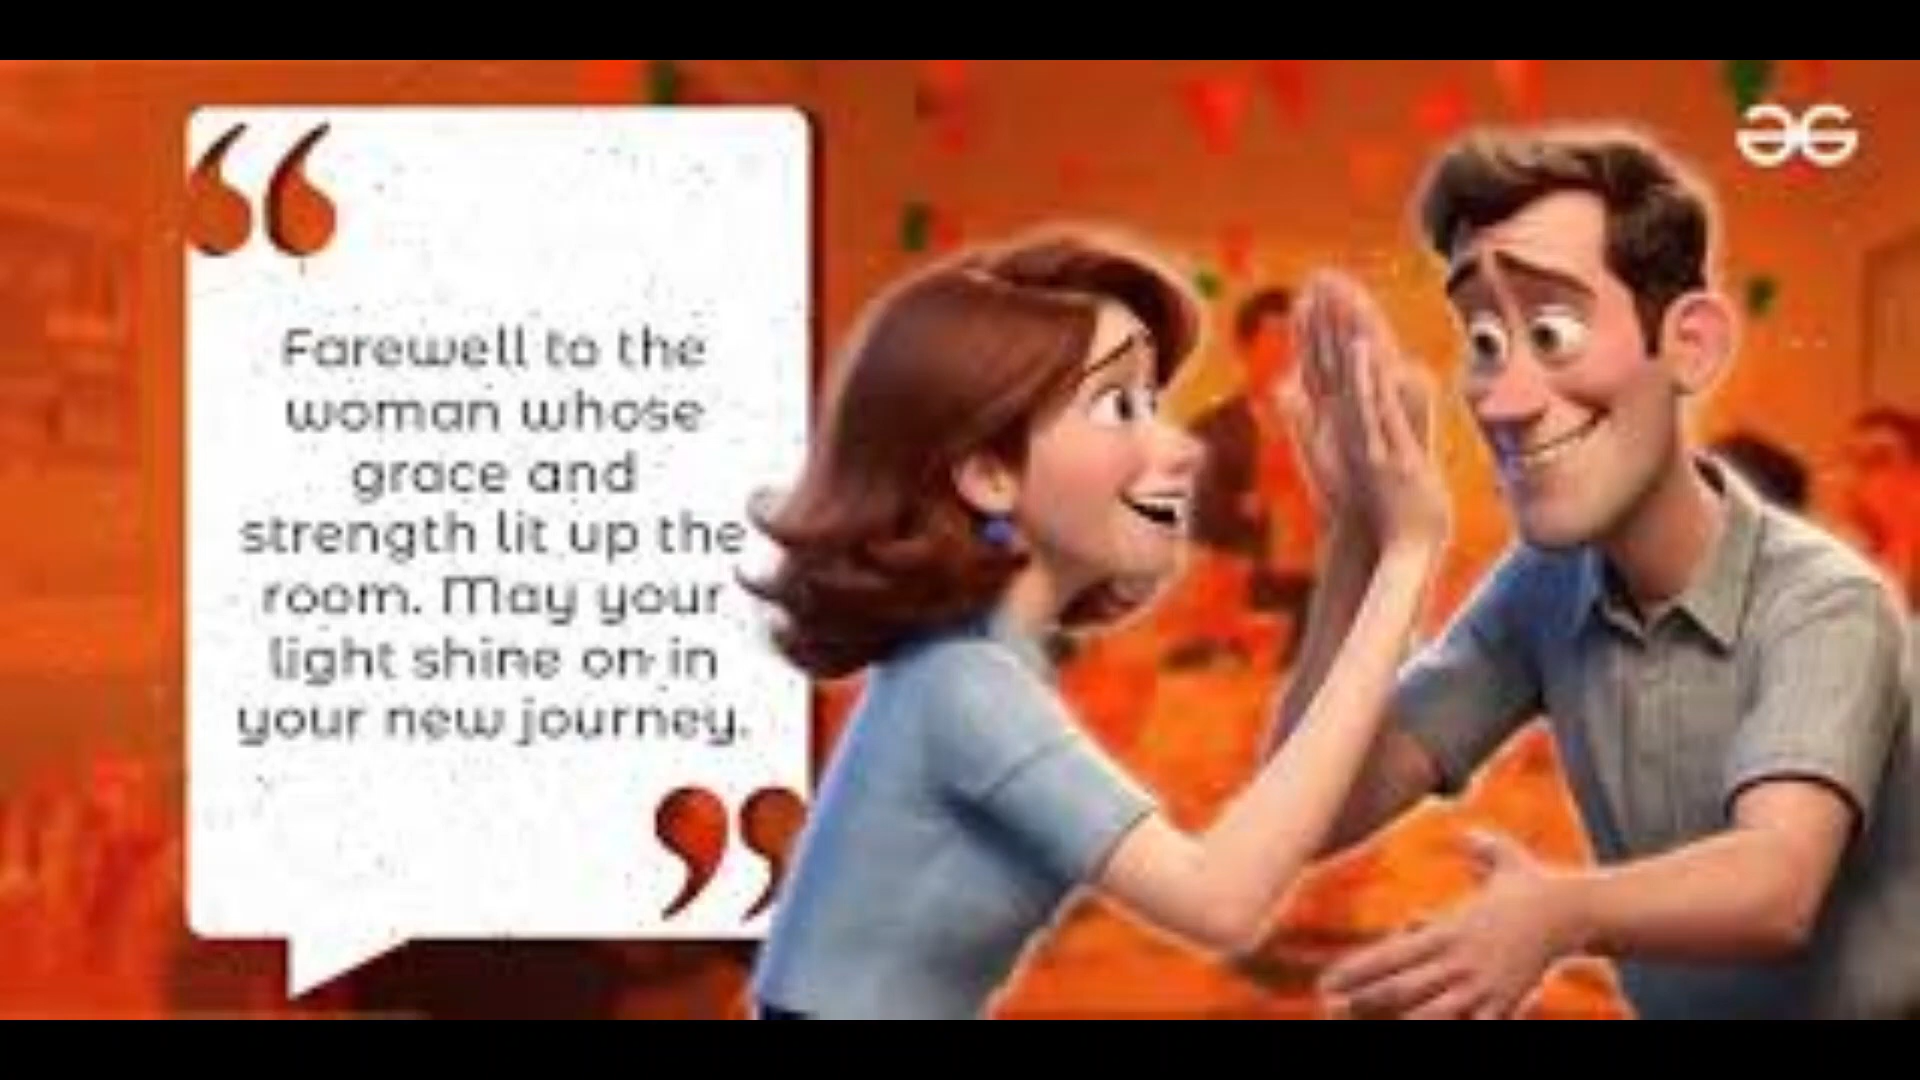 Farewell to the
woman whose
grace and
strength lit up the
room. May your
light shine on in
your new journey.